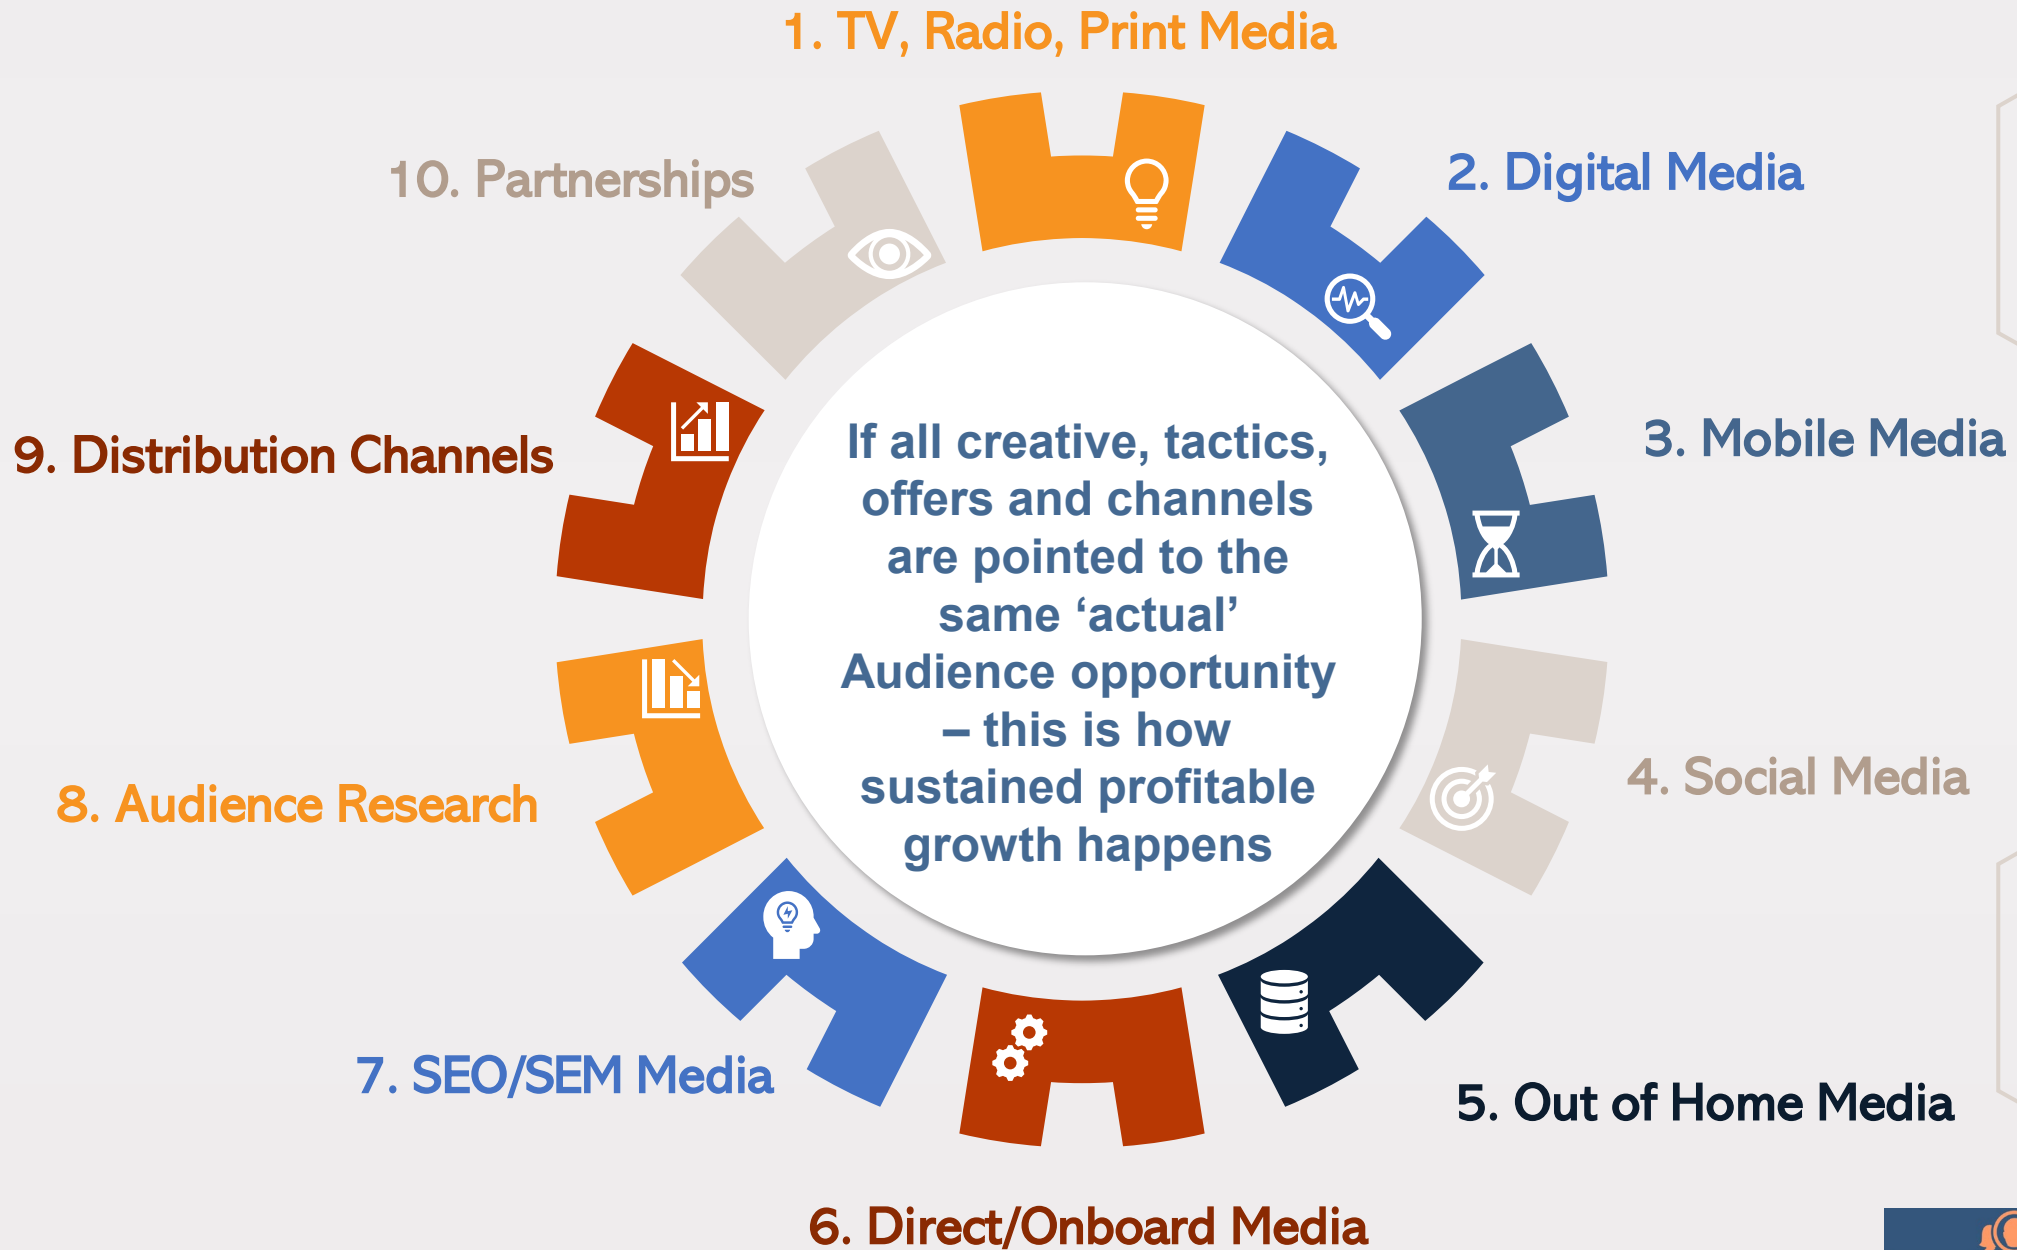 1. TV, Radio, Print Media
2. Digital Media
3. Mobile Media
4. Social Media
5. Out of Home Media
6. Direct/Onboard Media
7. SEO/SEM Media
8. Audience Research
9. Distribution Channels
10. Partnerships
If all creative, tactics,
offers and channels
are pointed to the
same ‘actual’
Audience opportunity
– this is how
sustained profitable
growth happens